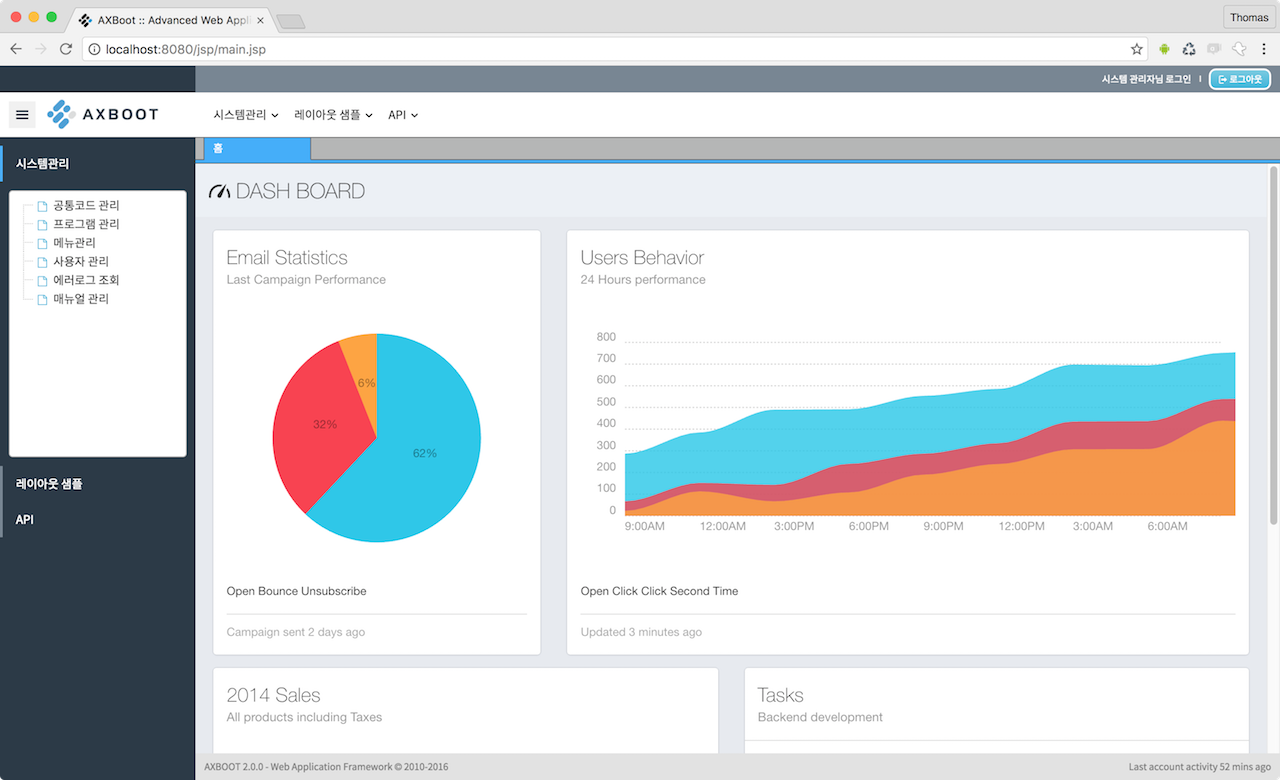 AXBoot :: Advanced Web Appli
Thomas
localhost:8080/jsp/main.jsp
시스템 관리자님 로그인
로그아웃
AXBOOT
시스템관리
레이아웃 샘플
API
시스템관리
홈
공통코드 관리
프로그램 관리
메뉴관리
사용자 관리
에러로그 조회
매뉴얼 관리
레이아웃 샘플
API
DASH BOARD
Email Statistics
Last Campaign Performance
6%
32%
62%
Open Bounce Unsubscribe
Campaign sent 2 days ago
Users Behavior
24 Hours performance
800
700
600
500
400
300
200
100
0
9:00AM 12:00AM 3:00PM 6:00PM 9:00PM 12:00PM 3:00AM 6:00AM
Open Click Click Second Time
Updated 3 minutes ago
2014 Sales
All products including Taxes
Tasks
Backend development
AXBOOT 2.0.0 - Web Application Framework © 2010-2016
Last account activity 52 mins ago